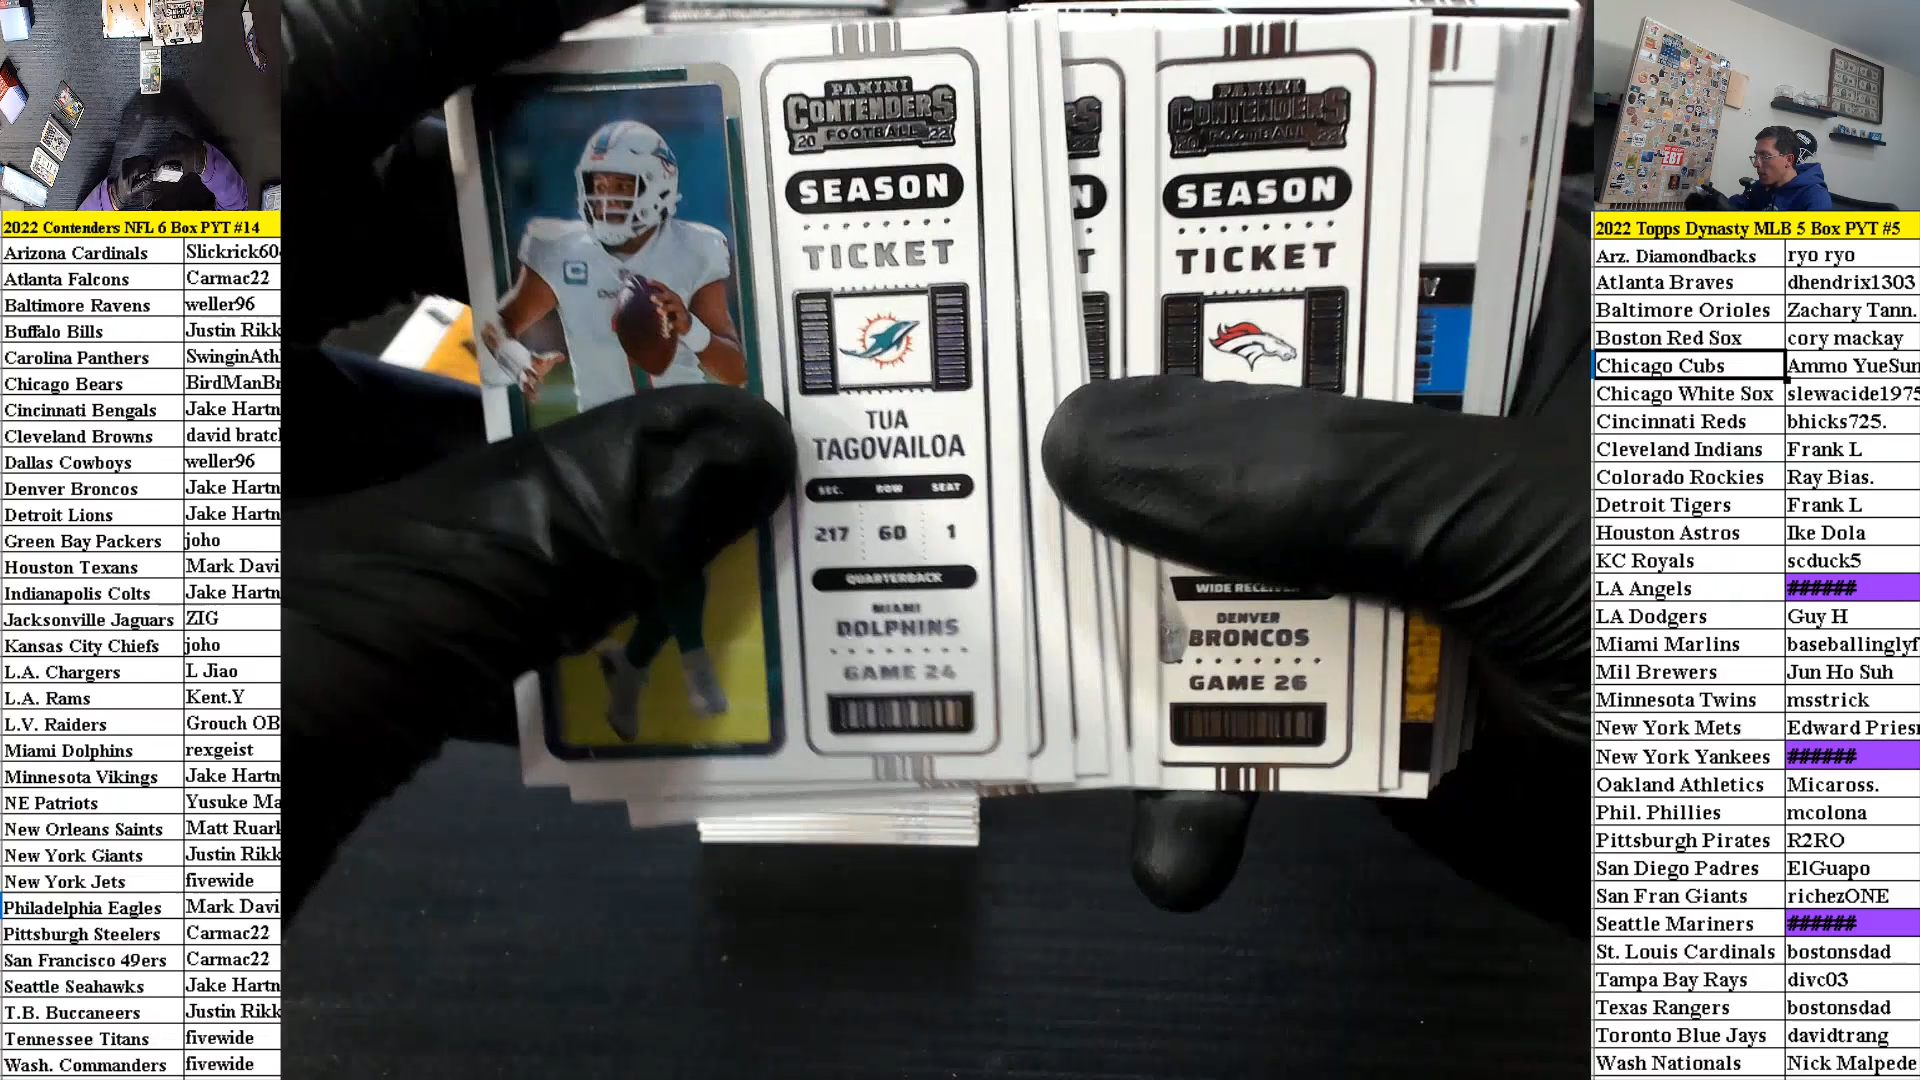 2022 Contenders NFL 6 Box PYT #14
Arizona Cardinals Slickrick60
Atlanta Falcons Carmac22
Baltimore Ravens weller96
Buffalo Bills Justin Rikk
Carolina Panthers SwinginAth
Chicago Bears BirdManBr
Cincinnati Bengals Jake Hartn
Cleveland Browns david bratc
Dallas Cowboys weller96
Denver Broncos Jake Hartn
Detroit Lions Jake Hartn
Green Bay Packers joho
Houston Texans Mark Davi
Indianapolis Colts Jake Hartn
Jacksonville Jaguars ZIG
Kansas City Chiefs joho
L.A. Chargers L Jiao
L.A. Rams Kent.Y
L.V. Raiders Grouch OB
Miami Dolphins rexgeist
Minnesota Vikings Jake Hartn
NE Patriots Yusuke Ma
New Orleans Saints Matt Ruark
New York Giants Justin Rikk
New York Jets fivewide
Philadelphia Eagles Mark Davi
Pittsburgh Steelers Carmac22
San Francisco 49ers Carmac22
Seattle Seahawks Jake Hartn
T.B. Buccaneers Justin Rikk
Tennessee Titans fivewide
Wash. Commanders fivewide
PANINI
CONTENDERS
20 FOOTBALL 22
SEASON
TICKET
TUA
TAGOVAILOA
SEC. ROW SEAT
217 60 1
QUARTERBACK
MIAMI
DOLPHINS
GAME 24
PANINI
CONTENDERS
20 FOOTBALL 22
SEASON
TICKET
WIDE RECEIVER
DENVER
BRONCOS
GAME 26
EBT
2022 Topps Dynasty MLB 5 Box PYT #5
Arz. Diamondbacks ryo ryo
Atlanta Braves dhendrix1303
Baltimore Orioles Zachary Tann.
Boston Red Sox cory mackay
Chicago Cubs Ammo YueSun
Chicago White Sox slewacide1975
Cincinnati Reds bhicks725.
Cleveland Indians Frank L
Colorado Rockies Ray Bias.
Detroit Tigers Frank L
Houston Astros Ike Dola
KC Royals scduck5
LA Angels ######
LA Dodgers Guy H
Miami Marlins baseballinglyf
Mil Brewers Jun Ho Suh
Minnesota Twins msstrick
New York Mets Edward Priesr
New York Yankees ######
Oakland Athletics Micaross.
Phil. Phillies mcolona
Pittsburgh Pirates R2RO
San Diego Padres ElGuapo
San Fran Giants richezONE
Seattle Mariners ######
St. Louis Cardinals bostonsdad
Tampa Bay Rays divc03
Texas Rangers bostonsdad
Toronto Blue Jays davidtrang
Wash Nationals Nick Malpede